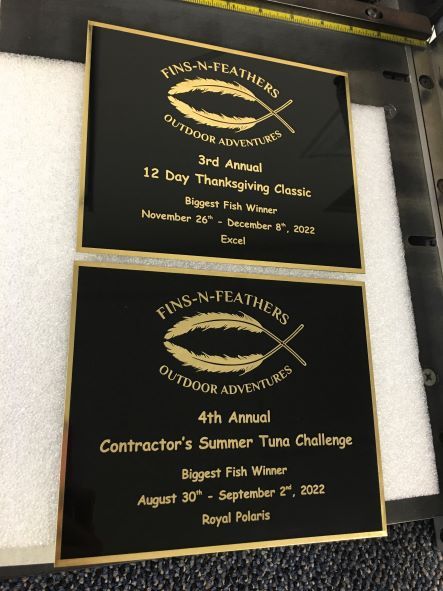 FINS-N-FEATHERS
OUTDOOR ADVENTURES
3rd Annual
12 Day Thanksgiving Classic
Biggest Fish Winner
November 26th - December 8th, 2022
Excel
FINS-N-FEATHERS
OUTDOOR ADVENTURES
4th Annual
Contractor's Summer Tuna Challenge
Biggest Fish Winner
August 30th - September 2nd, 2022
Royal Polaris